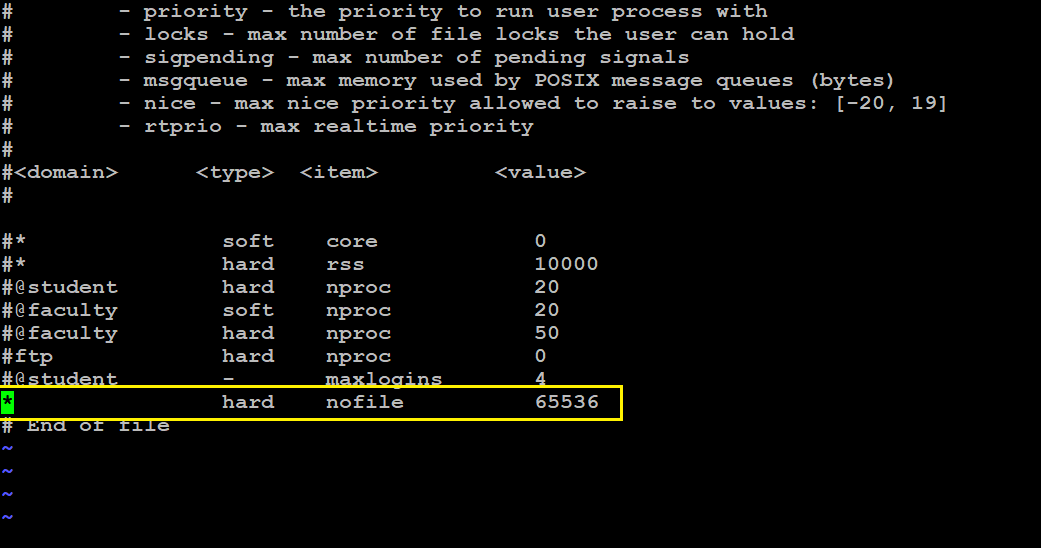 #        - priority - the priority to run user process with
#        - locks - max number of file locks the user can hold
#        - sigpending - max number of pending signals
#        - msgqueue - max memory used by POSIX message queues (bytes)
#        - nice - max nice priority allowed to raise to values: [-20, 19]
#        - rtprio - max realtime priority
#
#<domain>      <type>  <item>         <value>
#
#*               soft    core            0
#*               hard    rss             10000
#@student        hard    nproc           20
#@faculty        soft    nproc           20
#@faculty        hard    nproc           50
#ftp             hard    nproc           0
#@student        -       maxlogins       4
*                hard    nofile          65536
# End of file
~
~
~
~